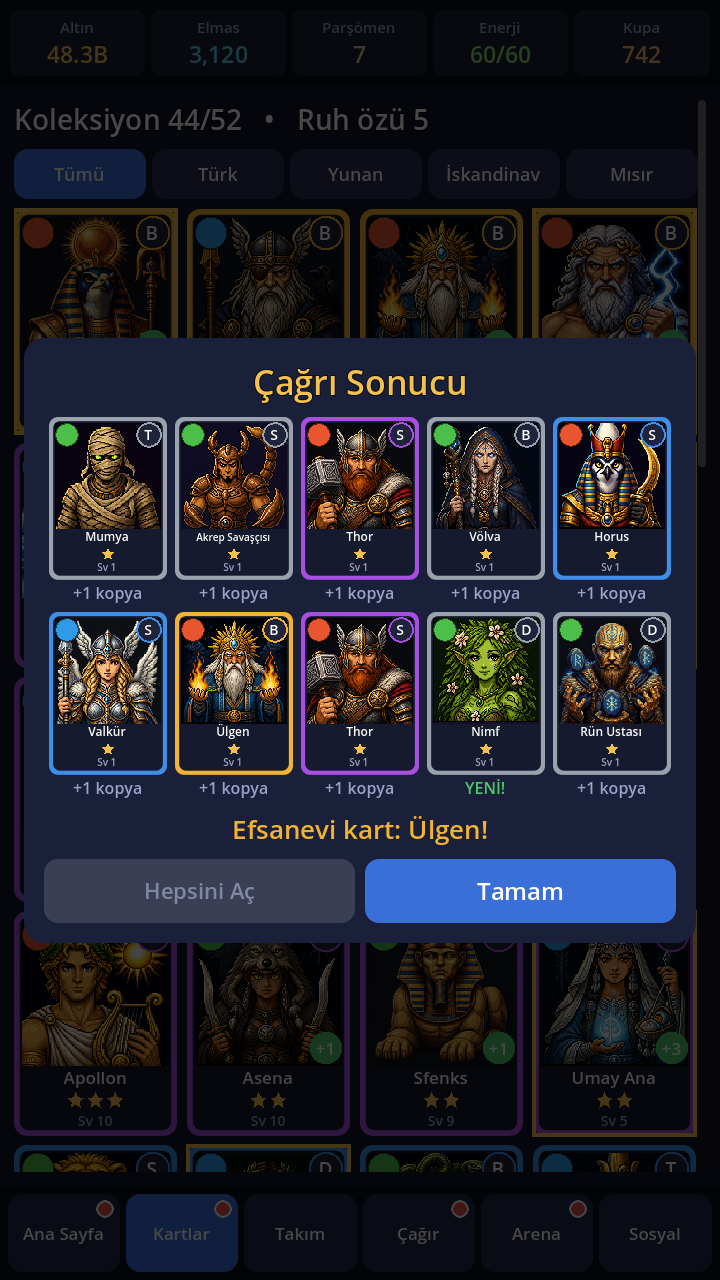 Altın Elmas Parşömen Enerji Kupa
48.3B 3,120 7 60/60 742
Koleksiyon 44/52 • Ruh özü 5
Tümü Türk Yunan İskandinav Mısır
B B B B
Çağrı Sonucu
T S S B S
Mumya Akrep Savaşçısı Thor Völva Horus
Sv 1 Sv 1 Sv 1 Sv 1 Sv 1
+1 kopya +1 kopya +1 kopya +1 kopya +1 kopya
S B S D D
Valkür Ülgen Thor Nimf Rün Ustası
Sv 1 Sv 1 Sv 1 Sv 1 Sv 1
+1 kopya +1 kopya +1 kopya YENİ! +1 kopya
Efsanevi kart: Ülgen!
Hepsini Aç Tamam
+1 +1 +3
Apollon Asena Sfenks Umay Ana
Sv 10 Sv 10 Sv 9 Sv 5
S D B T
Ana Sayfa Kartlar Takım Çağır Arena Sosyal